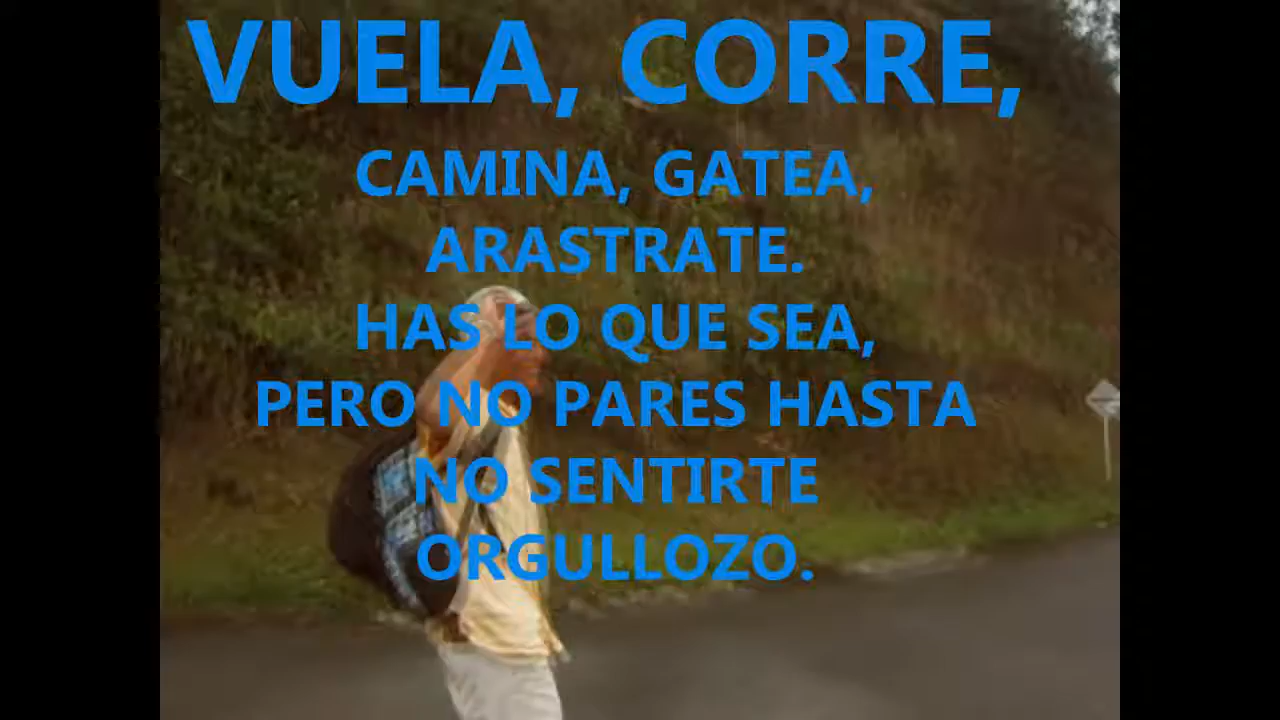 VUELA, CORRE,
CAMINA, GATEA,
ARASTRATE.
HAS LO QUE SEA,
PERO NO PARES HASTA
NO SENTIRTE
ORGULLOZO.